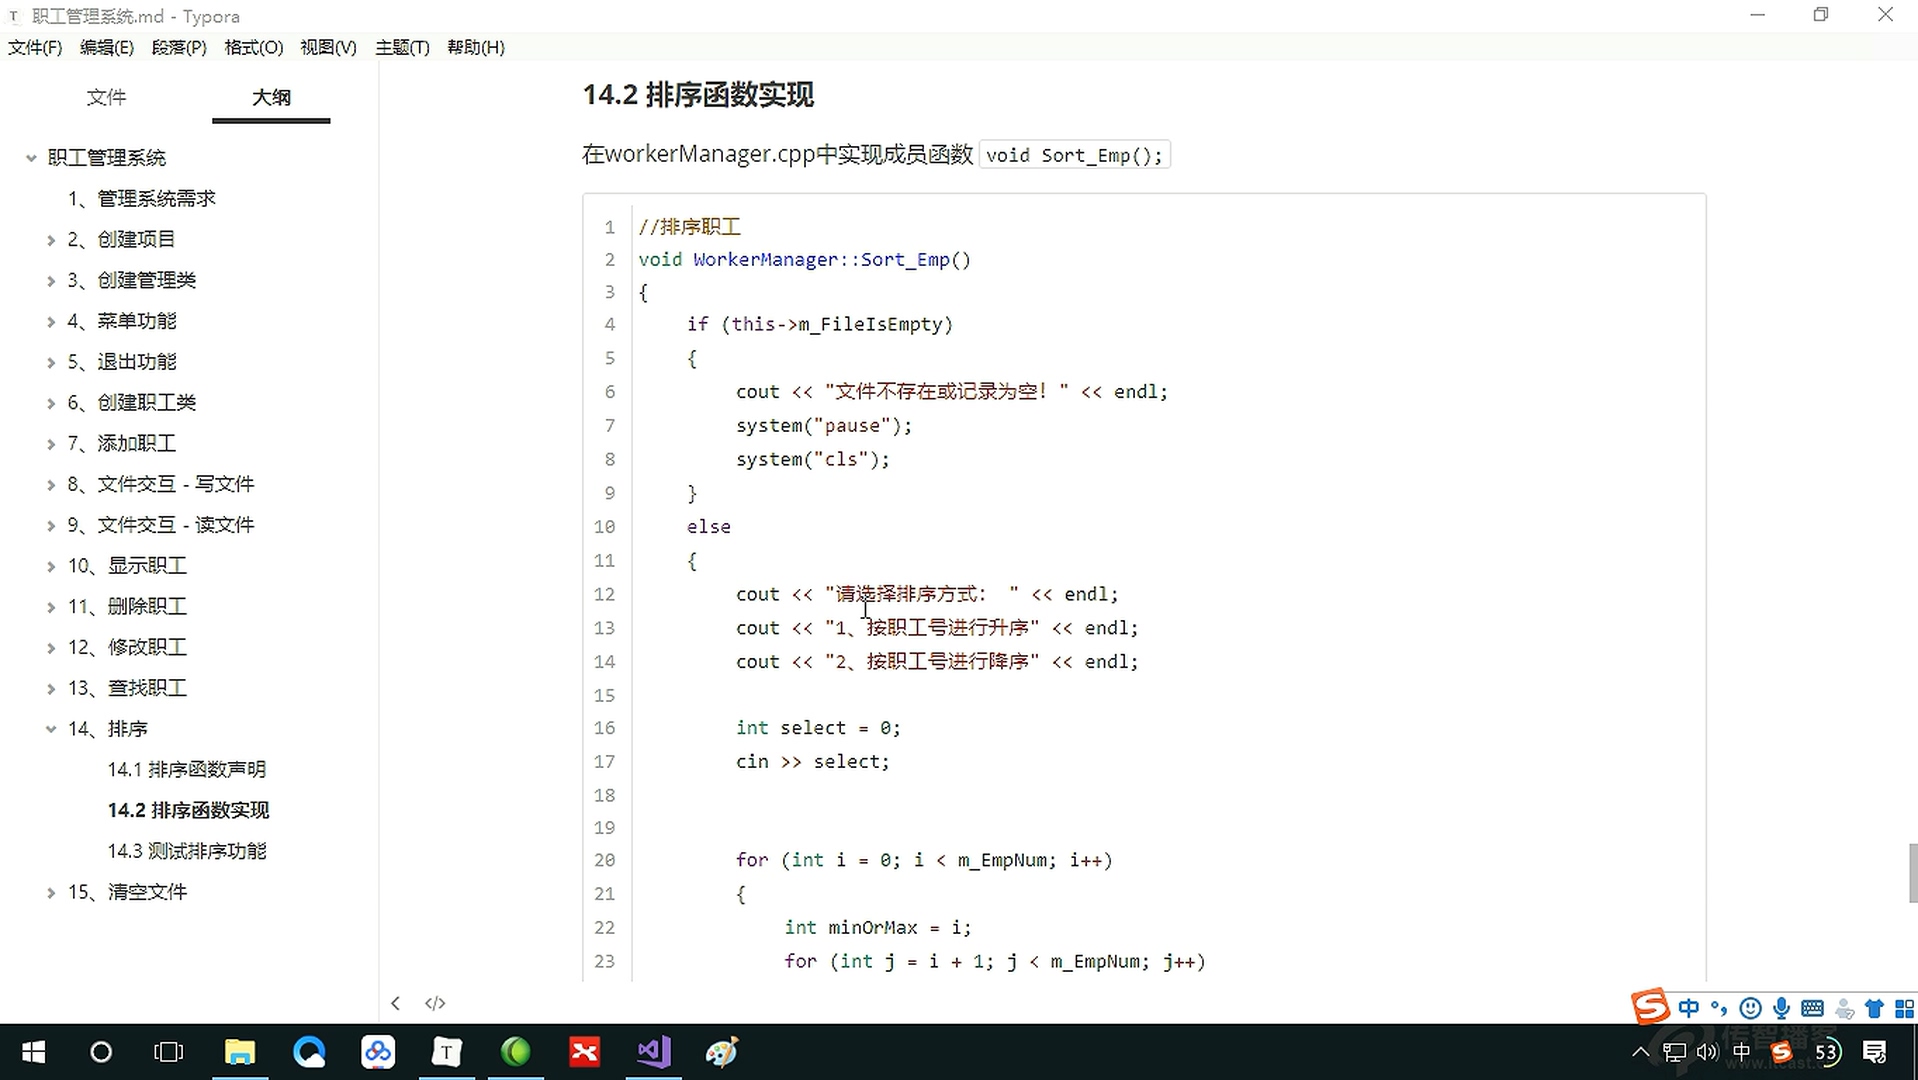 职工管理系统.md - Typora
文件(F) 编辑(E) 段落(P) 格式(O) 视图(V) 主题(T) 帮助(H)
文件 大纲
职工管理系统
1、管理系统需求
2、创建项目
3、创建管理类
4、菜单功能
5、退出功能
6、创建职工类
7、添加职工
8、文件交互 - 写文件
9、文件交互 - 读文件
10、显示职工
11、删除职工
12、修改职工
13、查找职工
14、排序
14.1 排序函数声明
14.2 排序函数实现
14.3 测试排序功能
15、清空文件
14.2 排序函数实现
在workerManager.cpp中实现成员函数 void Sort_Emp();
1 //排序职工
2 void WorkerManager::Sort_Emp()
3 {
4 if (this->m_FileIsEmpty)
5 {
6 cout << "文件不存在或记录为空！" << endl;
7 system("pause");
8 system("cls");
9 }
10 else
11 {
12 cout << "请选择排序方式： " << endl;
13 cout << "1、按职工号进行升序" << endl;
14 cout << "2、按职工号进行降序" << endl;
15
16 int select = 0;
17 cin >> select;
18
19
20 for (int i = 0; i < m_EmpNum; i++)
21 {
22 int minOrMax = i;
23 for (int j = i + 1; j < m_EmpNum; j++)
中
传智播客
中 53